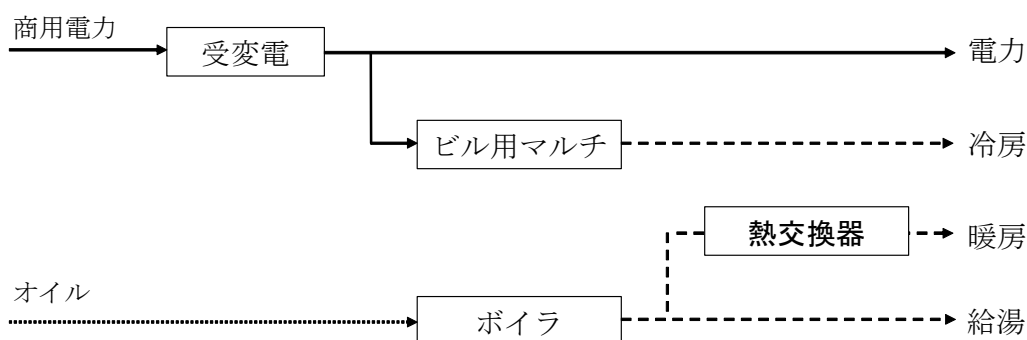 商用電力
受変電
電力
ビル用マルチ
冷房
熱交換器
暖房
オイル
ボイラ
給湯